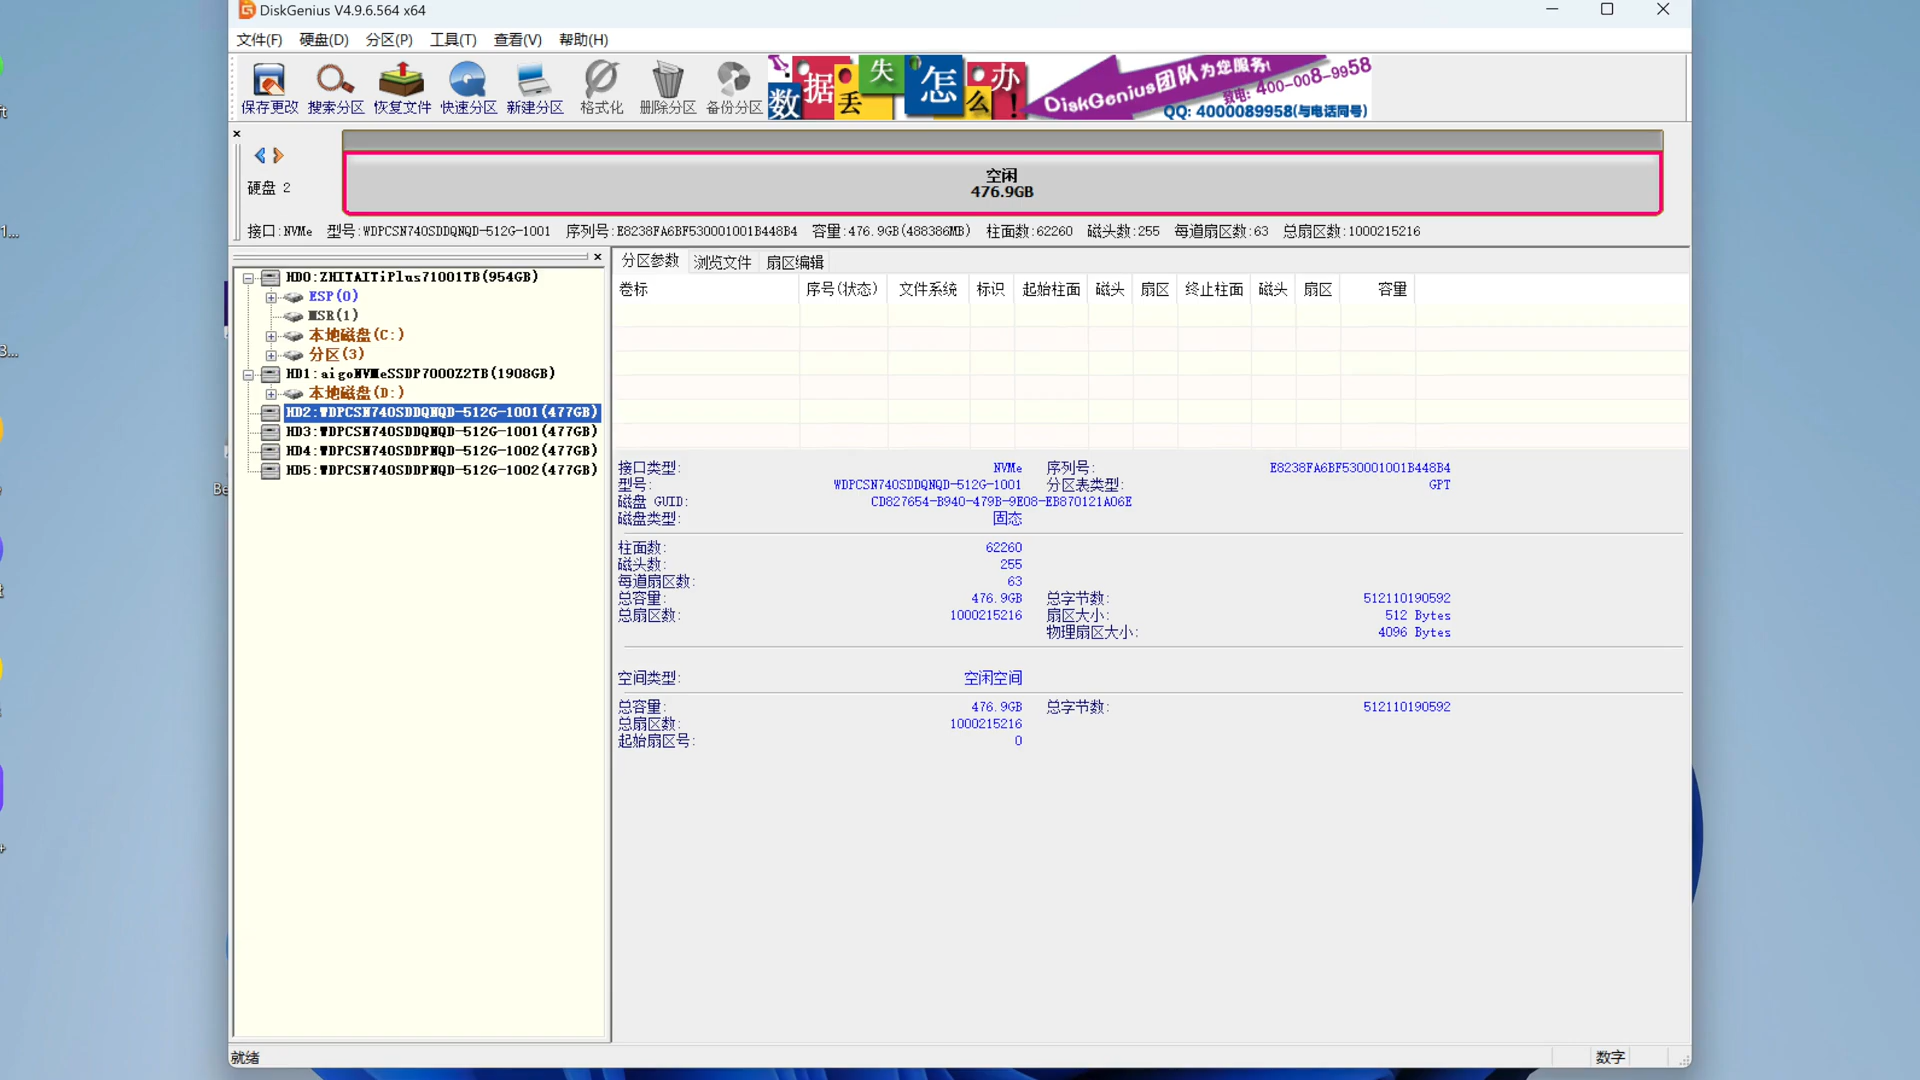 DiskGenius V4.9.6.564 x64
文件(F) 硬盘(D) 分区(P) 工具(T) 查看(V) 帮助(H)
保存更改 搜索分区 恢复文件 快速分区 新建分区 格式化 删除分区 备份分区
数据丢失怎么办!
DiskGenius团队为您服务!
致电: 400-008-9958
QQ: 4000089958(与电话同号)
硬盘 2
空闲
476.9GB
接口:NVMe 型号:WDPCSN740SDDQNQD-512G-1001 序列号:E8238FA6BF530001001B448B4 容量:476.9GB(488386MB) 柱面数:62260 磁头数:255 每道扇区数:63 总扇区数:1000215216
HD0:ZHITAITiPlus71001TB(954GB)
ESP(0)
MSR(1)
本地磁盘(C:)
分区(3)
HD1:aigoNVMeSSDP7000Z2TB(1908GB)
本地磁盘(D:)
HD2:WDPCSN740SDDQNQD-512G-1001(477GB)
HD3:WDPCSN740SDDQNQD-512G-1001(477GB)
HD4:WDPCSN740SDDPNQD-512G-1002(477GB)
HD5:WDPCSN740SDDPNQD-512G-1002(477GB)
分区参数 浏览文件 扇区编辑
卷标 序号(状态) 文件系统 标识 起始柱面 磁头 扇区 终止柱面 磁头 扇区 容量
接口类型: NVMe 序列号: E8238FA6BF530001001B448B4
型号: WDPCSN740SDDQNQD-512G-1001 分区表类型: GPT
磁盘 GUID: CD827654-B940-479B-9E08-EB870121A06E
磁盘类型: 固态
柱面数: 62260
磁头数: 255
每道扇区数: 63
总容量: 476.9GB 总字节数: 512110190592
总扇区数: 1000215216 扇区大小: 512 Bytes
物理扇区大小: 4096 Bytes
空间类型: 空闲空间
总容量: 476.9GB 总字节数: 512110190592
总扇区数: 1000215216
起始扇区号: 0
就绪
数字